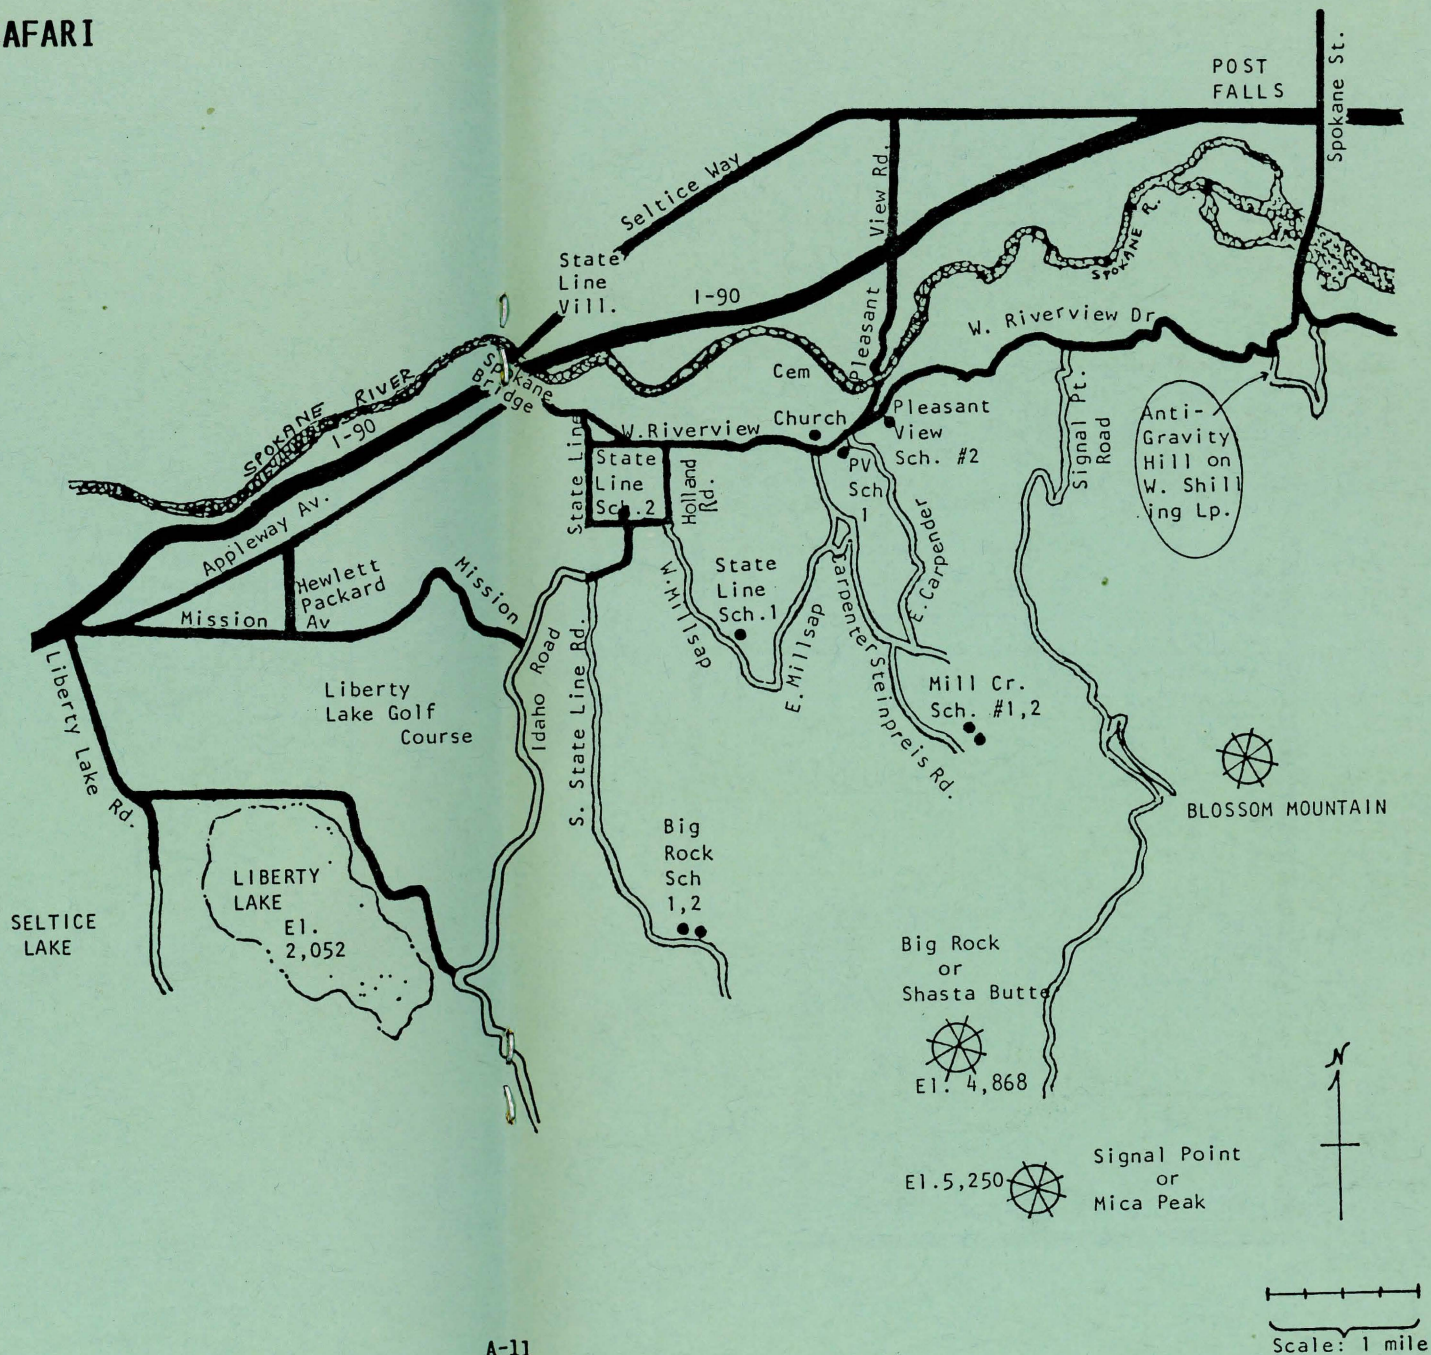 AFARI
POST
FALLS
Spokane St.
Seltice Way
Pleasant View Rd.
State
Line
Vill.
I-90
SPOKANE R.
W. Riverview Dr
Spokane
Bridge
SPOKANE RIVER
I-90
Cem
Church
Pleasant
View
Sch. #2
W.Riverview
State Line
State
Line
Sch.2
Holland
Rd.
PV
Sch
1
Signal Pt.
Road
Anti-
Gravity
Hill on
W. Shill
ing Lp.
Appleway Av.
Hewlett
Packard
Av
Mission
Mission
W.Millsap
State
Line
Sch.1
E. Millsap
Carpenter
E. Carpender
Steinpreis Rd.
Mill Cr.
Sch. #1,2
Liberty Lake Rd.
Liberty
Lake Golf
Course
Idaho Road
S. State Line Rd.
BLOSSOM MOUNTAIN
Big
Rock
Sch
1,2
LIBERTY
LAKE
El.
2,052
SELTICE
LAKE
Big Rock
or
Shasta Butte
El. 4,868
N
El.5,250
Signal Point
or
Mica Peak
Scale: 1 mile
A-11